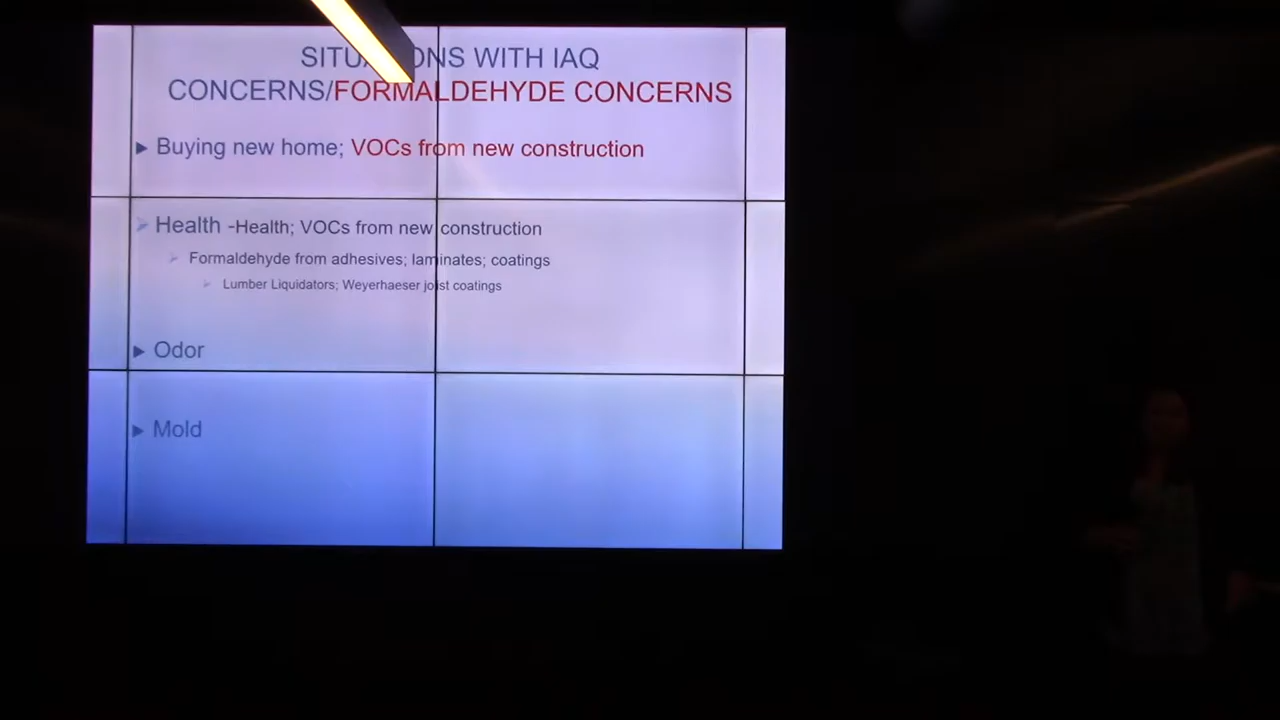 SITUATIONS WITH IAQ
CONCERNS/FORMALDEHYDE CONCERNS
Buying new home; VOCs from new construction
Health -Health; VOCs from new construction
Formaldehyde from adhesives; laminates; coatings
Lumber Liquidators; Weyerhaeser joist coatings
Odor
Mold